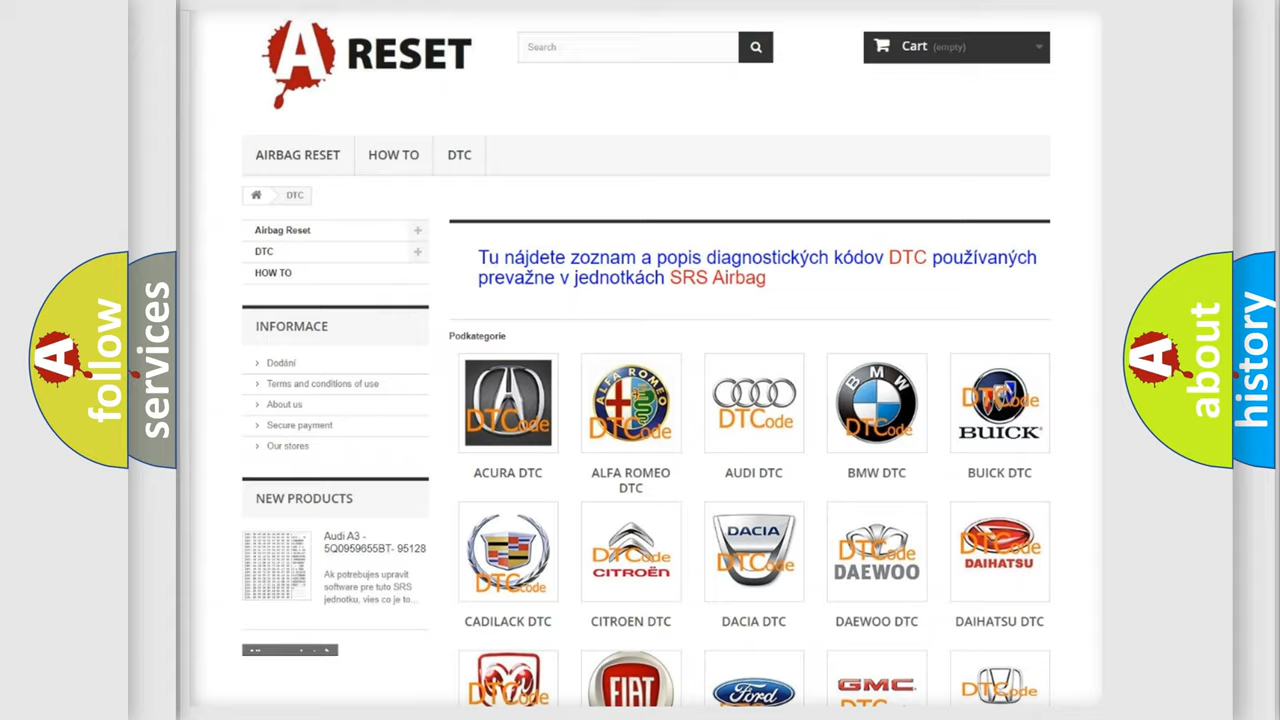 A RESET
Search
Cart (empty)
AIRBAG RESET
HOW TO
DTC
DTC
Airbag Reset
DTC
HOW TO
Tu nájdete zoznam a popis diagnostických kódov DTC používaných
prevažne v jednotkách SRS Airbag
INFORMACE
Dodání
Terms and conditions of use
About us
Secure payment
Our stores
NEW PRODUCTS
Audi A3 -
5Q0959655BT- 95128
Ak potrebujes upravit
software pre tuto SRS
jednotku, vies co je to...
Podkategorie
DTCode
ALFA ROMEO
DTCode
DTCode
BMW
DTCode
DTCode
BUICK
ACURA DTC
ALFA ROMEO
DTC
AUDI DTC
BMW DTC
BUICK DTC
DTCode
DTCode
CITROËN
DACIA
DTCode
DTCode
DAEWOO
DTCode
DAIHATSU
CADILACK DTC
CITROEN DTC
DACIA DTC
DAEWOO DTC
DAIHATSU DTC
DTCode
FIAT
Ford
GMC
DTCode
A
follow
services
A
about
history